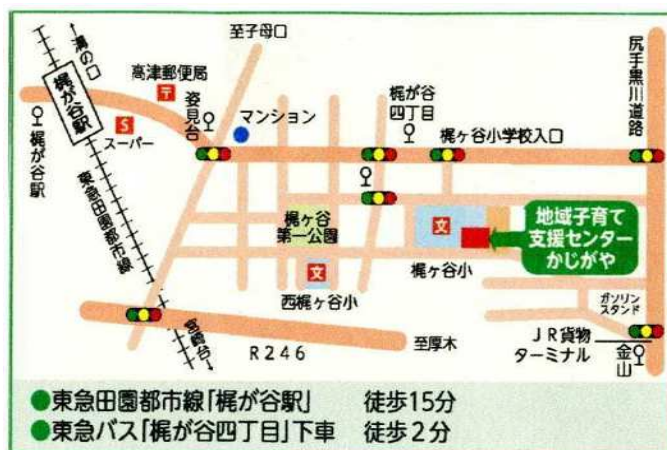 至子母口
尻手黒川道路
溝の口
梶が谷駅
高津郵便局
〒
姿見台
マンション
梶が谷
四丁目
梶ヶ谷小学校入口
S
スーパー
梶が谷駅
東急田園都市線
梶ヶ谷
第一公園
文
地域子育て
支援センター
かじがや
梶ヶ谷小
文
西梶ヶ谷小
ガソリン
スタンド
宮崎台
R246
至厚木
JR貨物
ターミナル
金山
●東急田園都市線「梶が谷駅」 徒歩15分
●東急バス「梶が谷四丁目」下車 徒歩2分